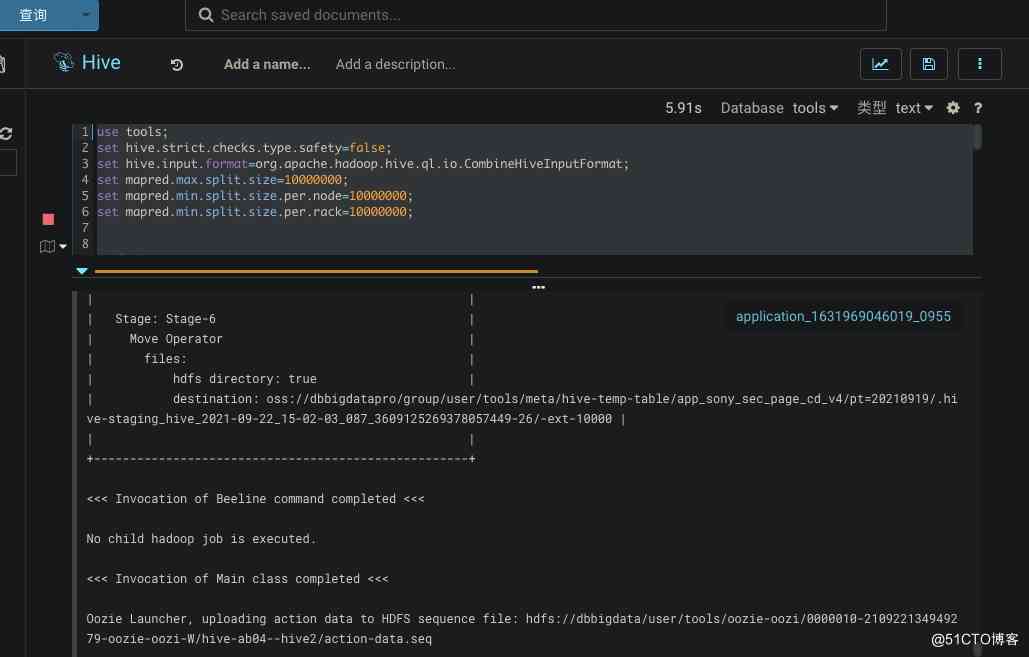 查询
Search saved documents...
Hive
Add a name...
Add a description...
5.91s Database tools 类型 text ?
1 use tools;
2 set hive.strict.checks.type.safety=false;
3 set hive.input.format=org.apache.hadoop.hive.ql.io.CombineHiveInputFormat;
4 set mapred.max.split.size=10000000;
5 set mapred.min.split.size.per.node=10000000;
6 set mapred.min.split.size.per.rack=10000000;
7
8
| |
| Stage: Stage-6 |
application_1631969046019_0955
| Move Operator |
| files: |
| hdfs directory: true |
| destination: oss://dbbigdatapro/group/user/tools/meta/hive-temp-table/app_sony_sec_page_cd_v4/pt=20210919/.hi
ve-staging_hive_2021-09-22_15-02-03_087_3609125269378057449-26/-ext-10000 |
| |
+----------------------------------------------------+
<<< Invocation of Beeline command completed <<<
No child hadoop job is executed.
<<< Invocation of Main class completed <<<
Oozie Launcher, uploading action data to HDFS sequence file: hdfs://dbbigdata/user/tools/oozie-oozi/0000010-2109221349492
79-oozie-oozi-W/hive-ab04--hive2/action-data.seq
@51CTO博客